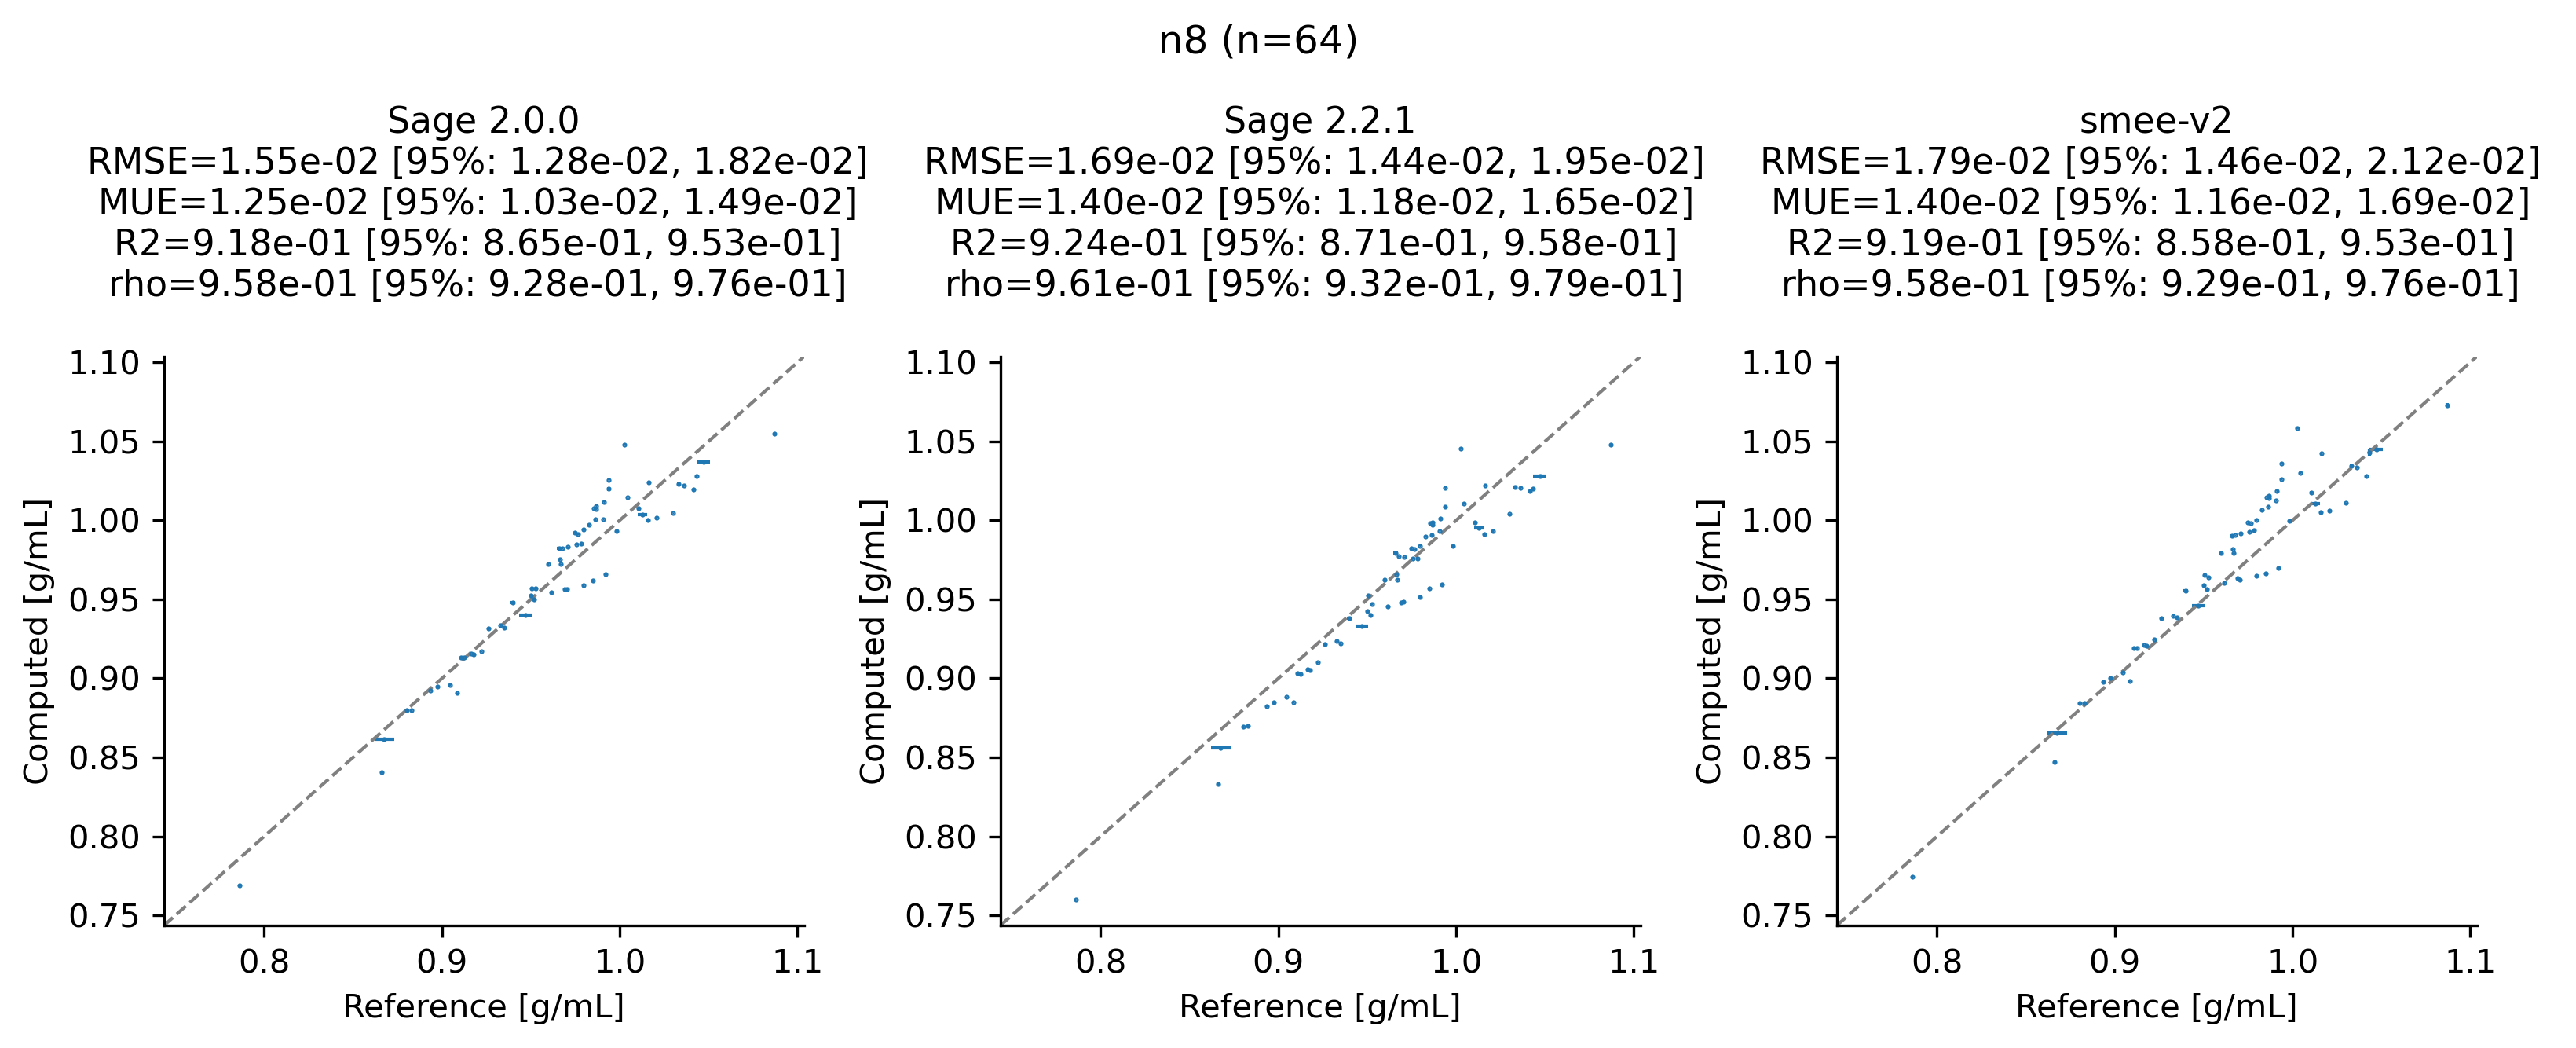 n8 (n=64)
Sage 2.0.0
RMSE=1.55e-02 [95%: 1.28e-02, 1.82e-02]
MUE=1.25e-02 [95%: 1.03e-02, 1.49e-02]
R2=9.18e-01 [95%: 8.65e-01, 9.53e-01]
rho=9.58e-01 [95%: 9.28e-01, 9.76e-01]
1.10
1.05
1.00
0.95
0.90
0.85
0.80
0.75
Computed [g/mL]
0.8
0.9
1.0
1.1
Reference [g/mL]
Sage 2.2.1
RMSE=1.69e-02 [95%: 1.44e-02, 1.95e-02]
MUE=1.40e-02 [95%: 1.18e-02, 1.65e-02]
R2=9.24e-01 [95%: 8.71e-01, 9.58e-01]
rho=9.61e-01 [95%: 9.32e-01, 9.79e-01]
1.10
1.05
1.00
0.95
0.90
0.85
0.80
0.75
Computed [g/mL]
0.8
0.9
1.0
1.1
Reference [g/mL]
smee-v2
RMSE=1.79e-02 [95%: 1.46e-02, 2.12e-02]
MUE=1.40e-02 [95%: 1.16e-02, 1.69e-02]
R2=9.19e-01 [95%: 8.58e-01, 9.53e-01]
rho=9.58e-01 [95%: 9.29e-01, 9.76e-01]
1.10
1.05
1.00
0.95
0.90
0.85
0.80
0.75
Computed [g/mL]
0.8
0.9
1.0
1.1
Reference [g/mL]